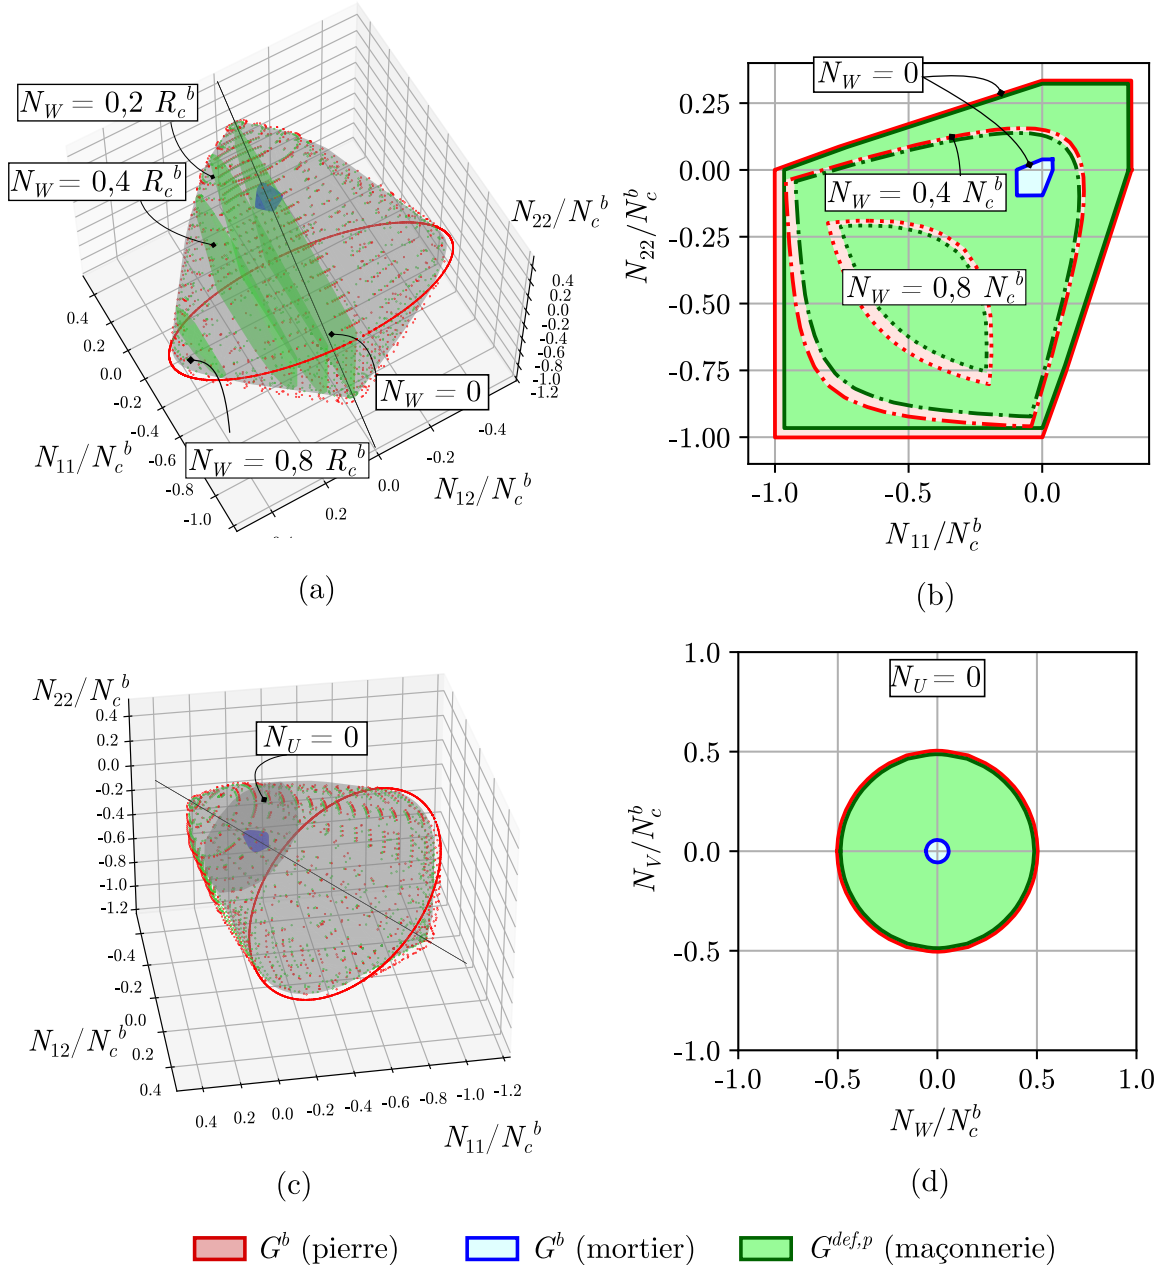 N_W = 0,2 R_c^b
N_W = 0,4 R_c^b
N_22/N_c^b
0.4
0.2
0.0
-0.2
-0.4
-0.6
-0.8
-1.0
-1.2
0.4
0.2
0.0
-0.2
-0.4
-0.6
-0.8
-1.0
N_11/N_c^b
N_W = 0
N_W = 0,8 R_c^b
-0.4
-0.2
0.0
0.2
N_12/N_c^b
(a)
N_W = 0
0.25
0.00
-0.25
-0.50
-0.75
-1.00
N_22/N_c^b
N_W = 0,4 N_c^b
N_W = 0,8 N_c^b
-1.0
-0.5
0.0
N_11/N_c^b
(b)
N_22/N_c^b
0.4
0.2
0.0
-0.2
-0.4
-0.6
-0.8
-1.0
-1.2
N_U = 0
-0.4
-0.2
0.0
0.2
0.4
N_12/N_c^b
0.4
0.2
0.0
-0.2
-0.4
-0.6
-0.8
-1.0
-1.2
N_11/N_c^b
(c)
N_U = 0
1.0
0.5
0.0
-0.5
-1.0
N_V/N_c^b
-1.0
-0.5
0.0
0.5
1.0
N_W/N_c^b
(d)
G^b (pierre)
G^b (mortier)
G^{def,p} (maçonnerie)